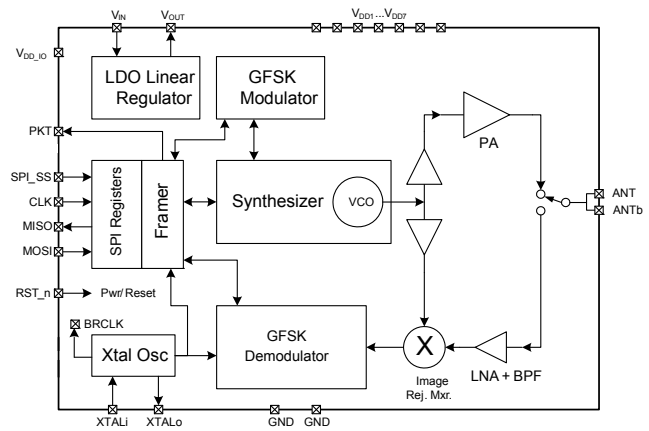 VIN VOUT VDD1...VDD7
VDD_IO
LDO Linear
Regulator
GFSK
Modulator
PKT
PA
SPI_SS
CLK
MISO
MOSI
SPI Registers
Framer
Synthesizer
VCO
ANT
ANTb
RST_n
Pwr/Reset
BRCLK
Xtal Osc
GFSK
Demodulator
X
Image
Rej. Mxr.
LNA + BPF
XTALi XTALo GND GND